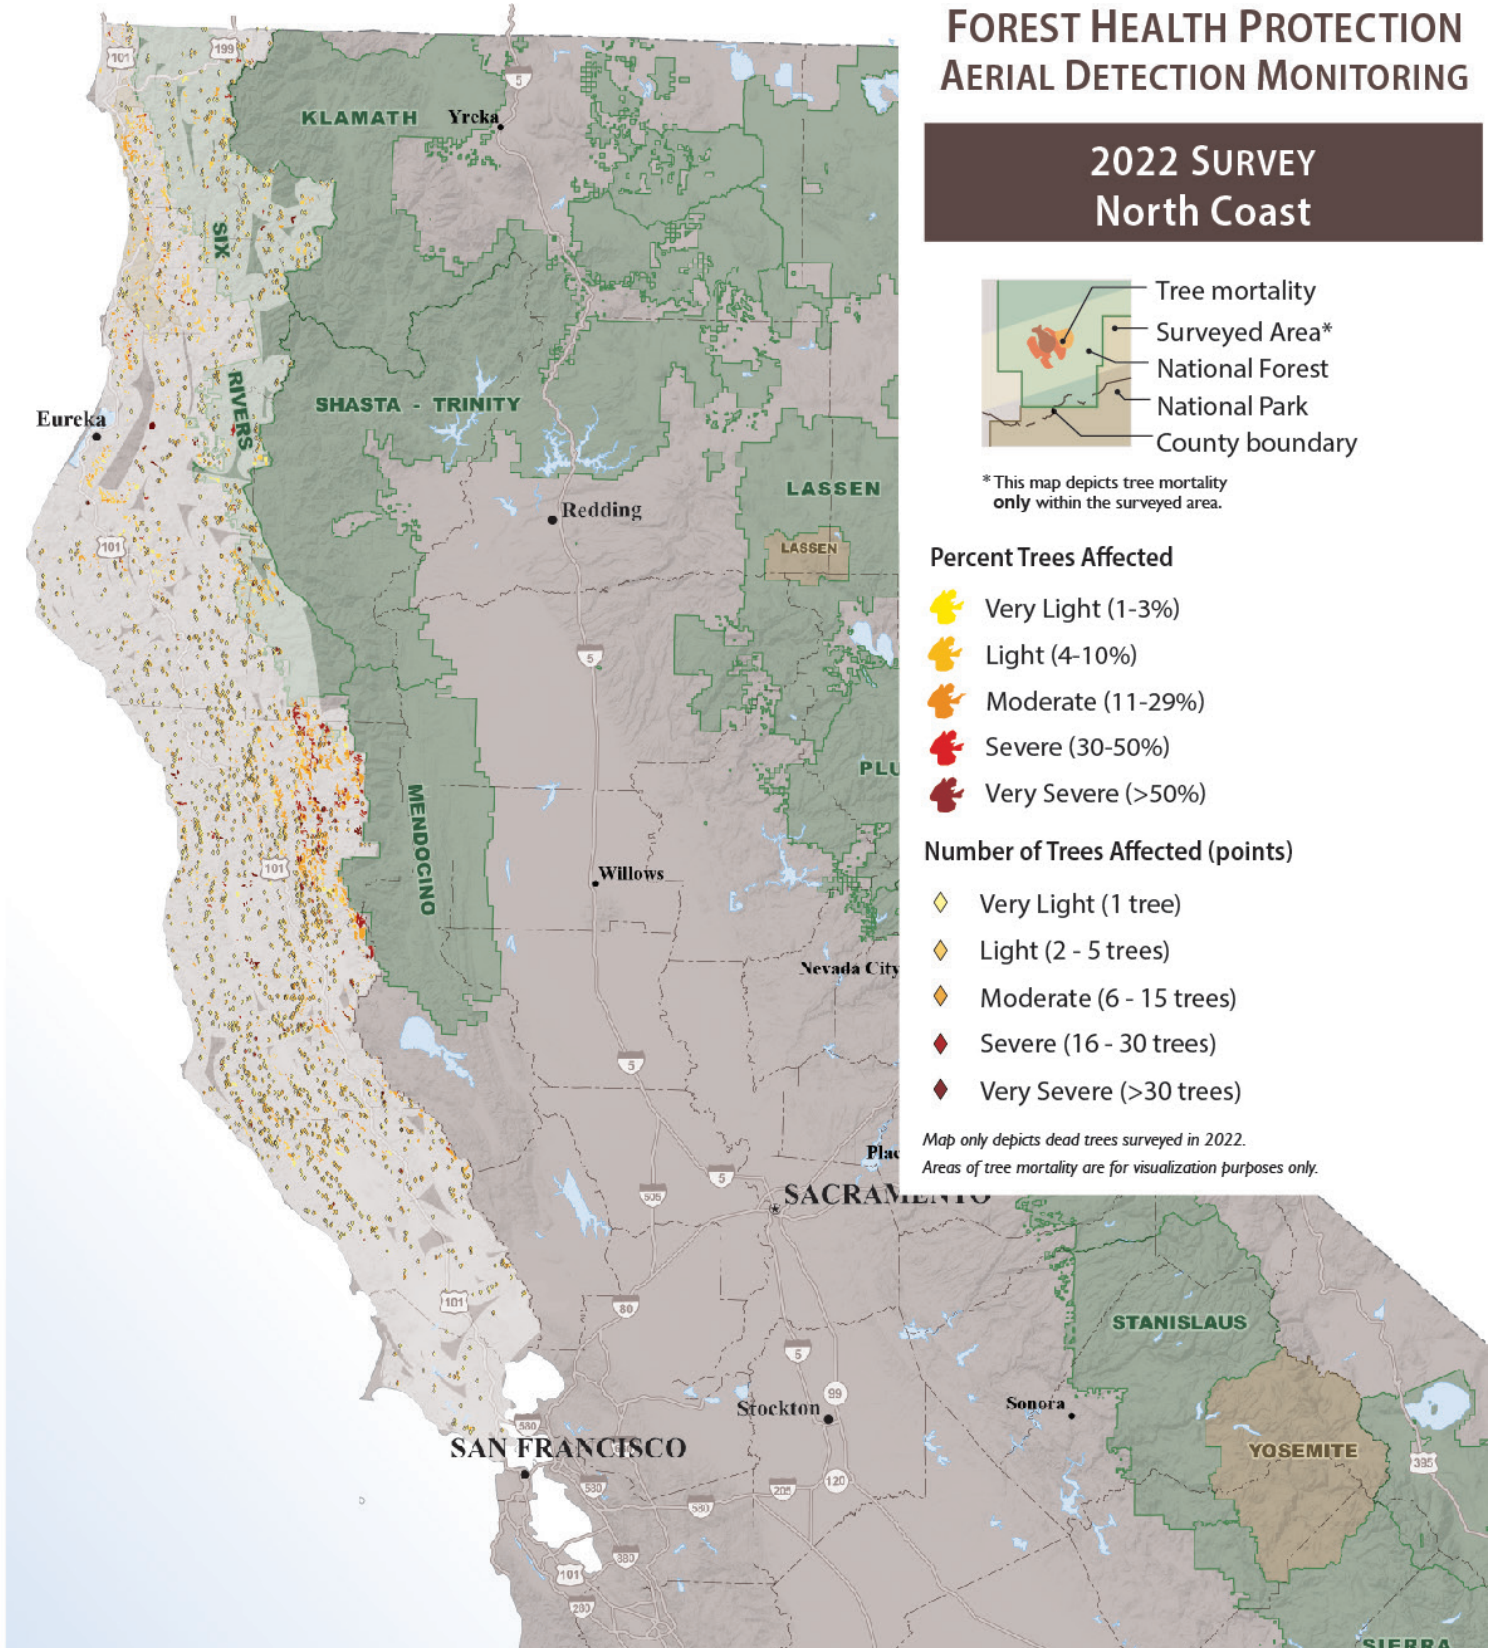 FOREST HEALTH PROTECTION
AERIAL DETECTION MONITORING
2022 SURVEY
North Coast
Tree mortality
Surveyed Area*
National Forest
National Park
County boundary
* This map depicts tree mortality
only within the surveyed area.
Percent Trees Affected
Very Light (1-3%)
Light (4-10%)
Moderate (11-29%)
Severe (30-50%)
Very Severe (>50%)
Number of Trees Affected (points)
Very Light (1 tree)
Light (2 - 5 trees)
Moderate (6 - 15 trees)
Severe (16 - 30 trees)
Very Severe (>30 trees)
Map only depicts dead trees surveyed in 2022.
Areas of tree mortality are for visualization purposes only.
101
199
5
KLAMATH
Yreka
SIX
RIVERS
SHASTA - TRINITY
Eureka
LASSEN
Redding
LASSEN
101
5
PLU
MENDOCINO
101
Willows
Nevada City
5
Plac
5
505
SACRAMENTO
101
80
STANISLAUS
5
99
Stockton
Sonora
580
SAN FRANCISCO
YOSEMITE
395
120
205
580
580
880
101
280
SIERRA